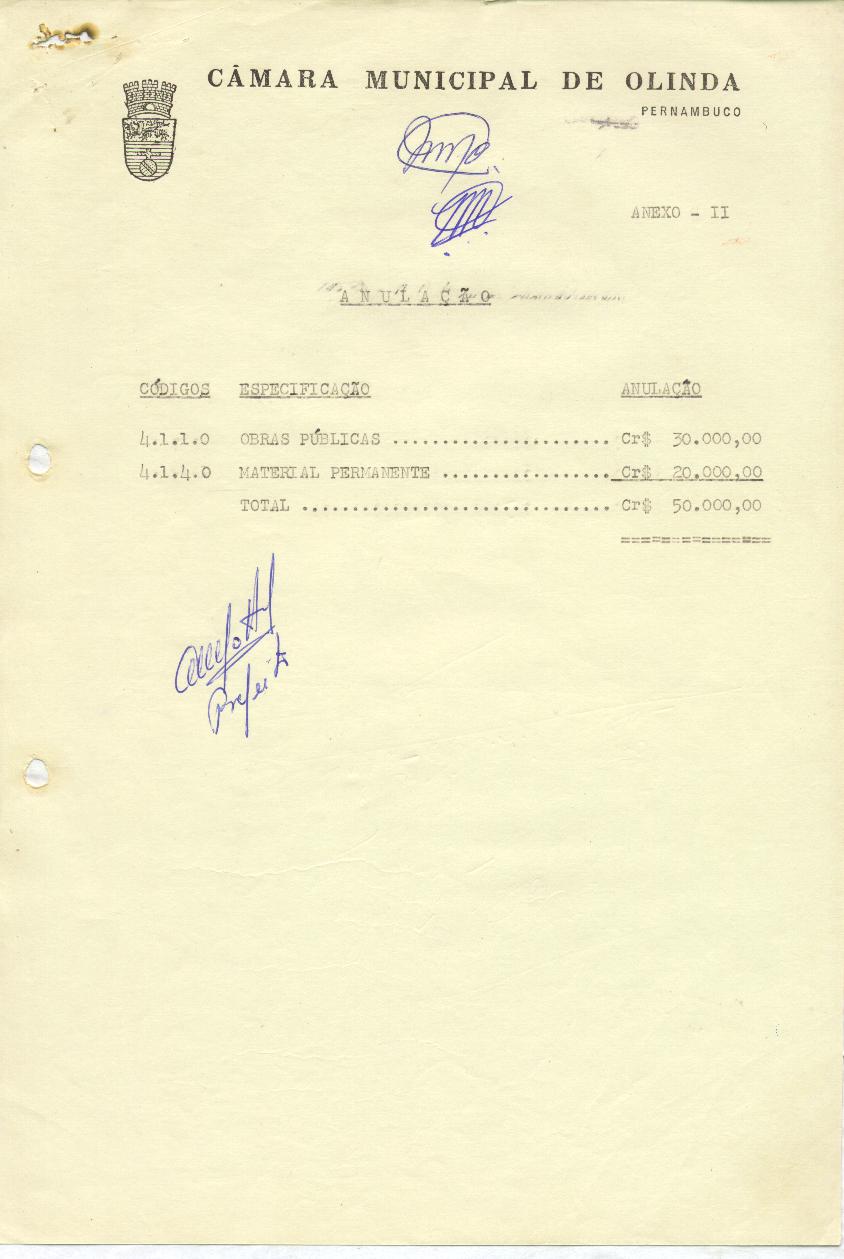 CÂMARA MUNICIPAL DE OLINDA
PERNAMBUCO
ANEXO - II
ANULAÇÃO
CÓDIGOS ESPECIFICAÇÃO ANULAÇÃO
4.1.1.0 OBRAS PÚBLICAS ...................... Cr$ 30.000,00
4.1.4.0 MATERIAL PERMANENTE ................. Cr$ 20.000,00
TOTAL ............................... Cr$ 50.000,00
===============
Prefeito